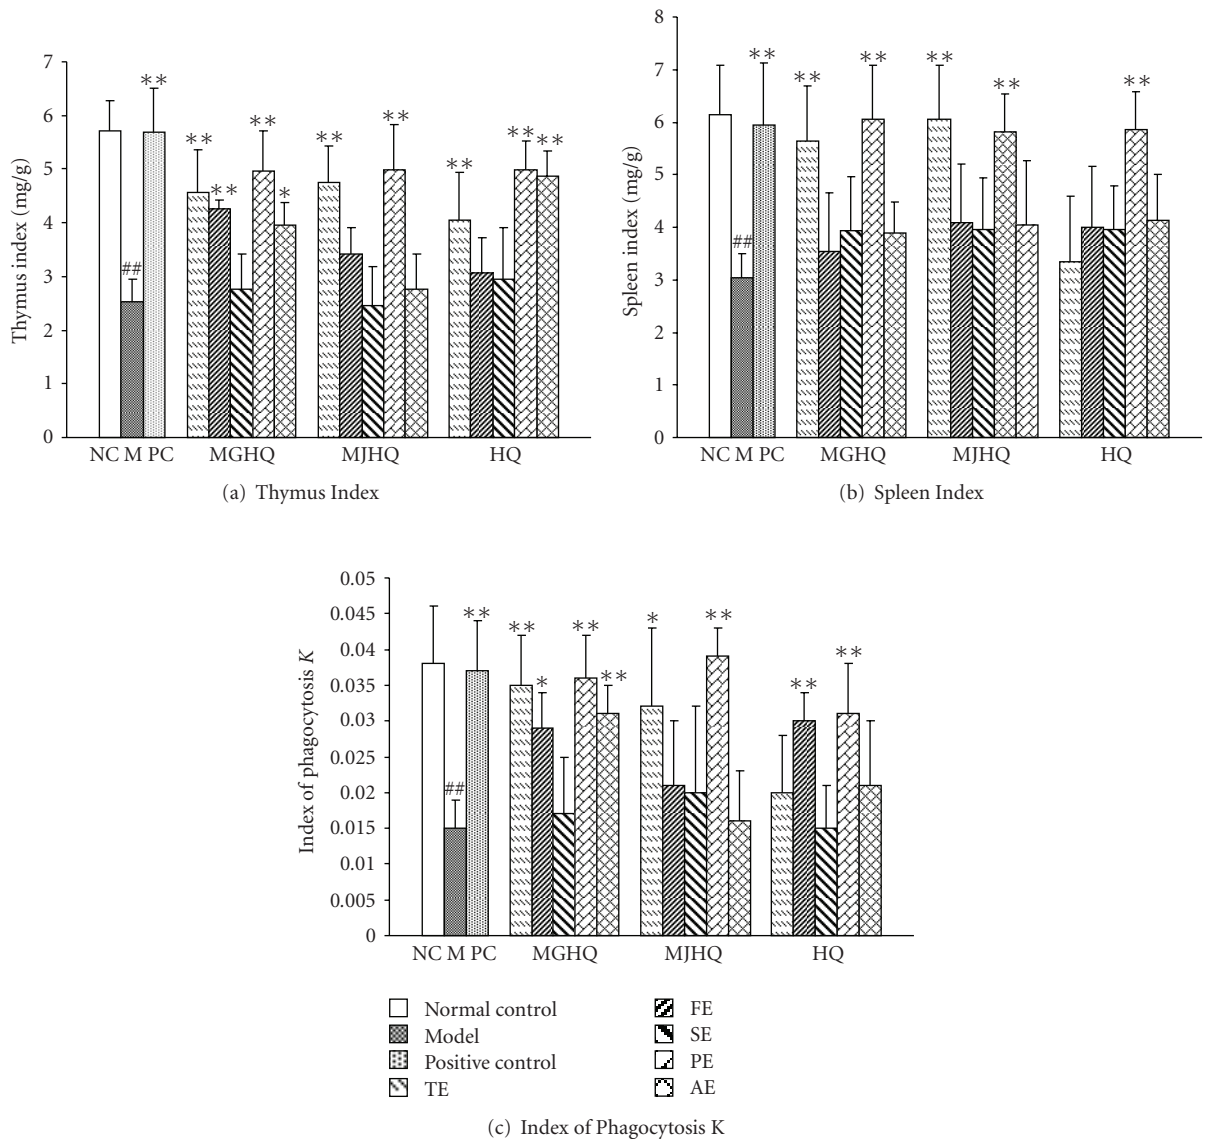 7
6
5
4
3
2
1
0
Thymus index (mg/g)
** ** ** ** ** ** ** ** ** **
##
*
NC M PC MGHQ MJHQ HQ
(a) Thymus Index
8
7
6
5
4
3
2
1
0
Spleen index (mg/g)
** ** ** ** ** **
##
NC M PC MGHQ MJHQ HQ
(b) Spleen Index
0.05
0.045
0.04
0.035
0.03
0.025
0.02
0.015
0.01
0.005
0
Index of phagocytosis K
** ** ** * **
**
* ** **
##
NC M PC MGHQ MJHQ HQ
Normal control
Model
Positive control
TE
FE
SE
PE
AE
(c) Index of Phagocytosis K